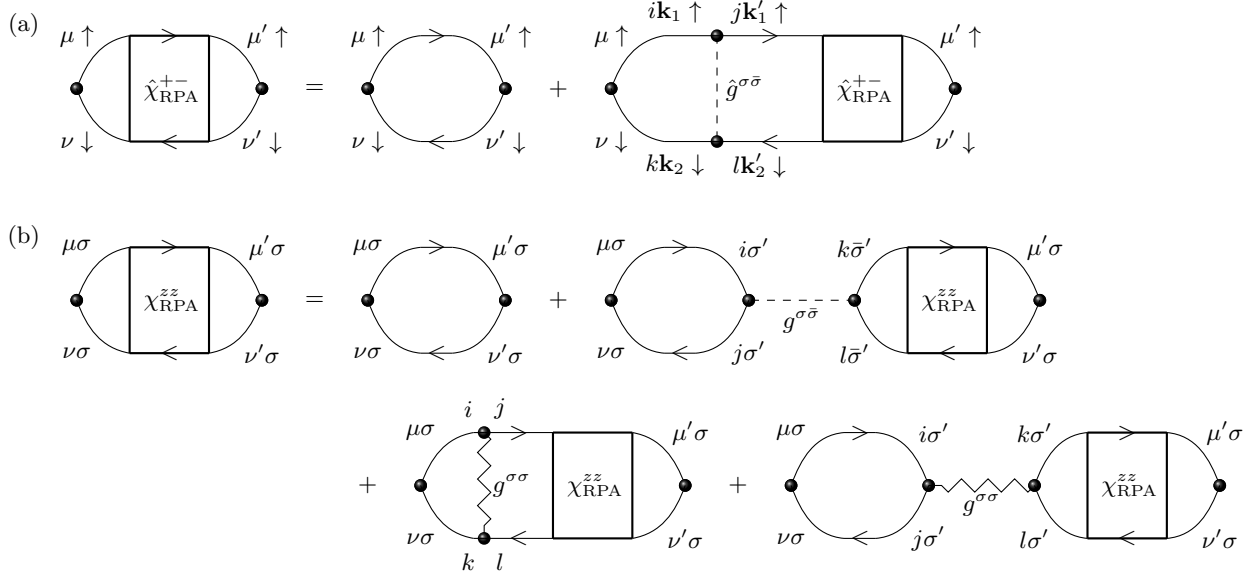 (a)
μ ↑ μ′ ↑ μ ↑ μ′ ↑ μ ↑ i𝐤₁ ↑ j𝐤′₁ ↑ μ′ ↑
χ̂⁺⁻_RPA = + ĝ^{σσ̄} χ̂⁺⁻_RPA
ν ↓ ν′ ↓ ν ↓ ν′ ↓ ν ↓ k𝐤₂ ↓ l𝐤′₂ ↓ ν′ ↓
(b)
μσ μ′σ μσ μ′σ μσ iσ′ kσ̄′ μ′σ
χ^{zz}_RPA = + g^{σσ̄} χ^{zz}_RPA
νσ ν′σ νσ ν′σ νσ jσ′ lσ̄′ ν′σ
μσ i j μ′σ μσ iσ′ kσ′ μ′σ
+ g^{σσ} χ^{zz}_RPA + g^{σσ} χ^{zz}_RPA
νσ k l ν′σ νσ jσ′ lσ′ ν′σ